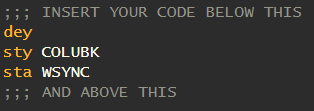 ;;; INSERT YOUR CODE BELOW THIS
dey
sty COLUBK
sta WSYNC
;;; AND ABOVE THIS